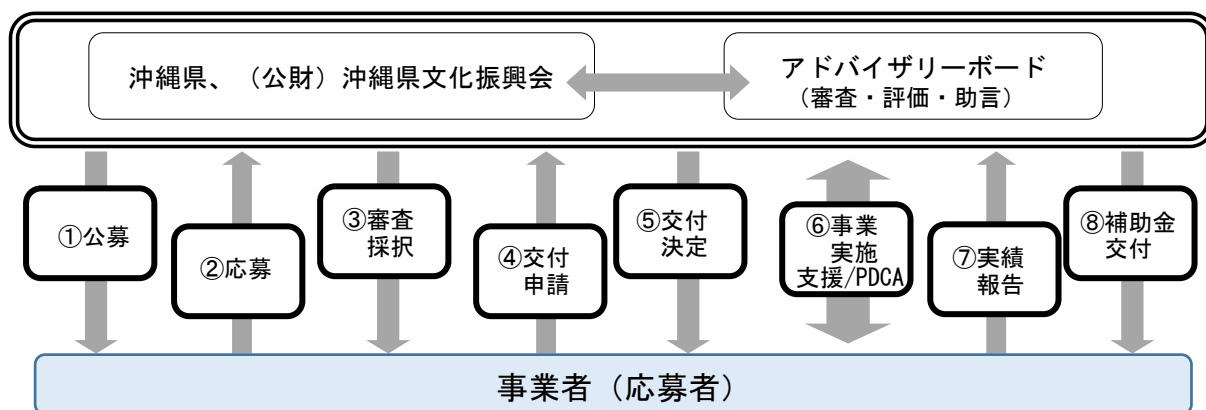 沖縄県、（公財）沖縄県文化振興会
アドバイザリーボード
（審査・評価・助言）
①公募
②応募
③審査
採択
④交付
申請
⑤交付
決定
⑥事業
実施
支援/PDCA
⑦実績
報告
⑧補助金
交付
事業者（応募者）